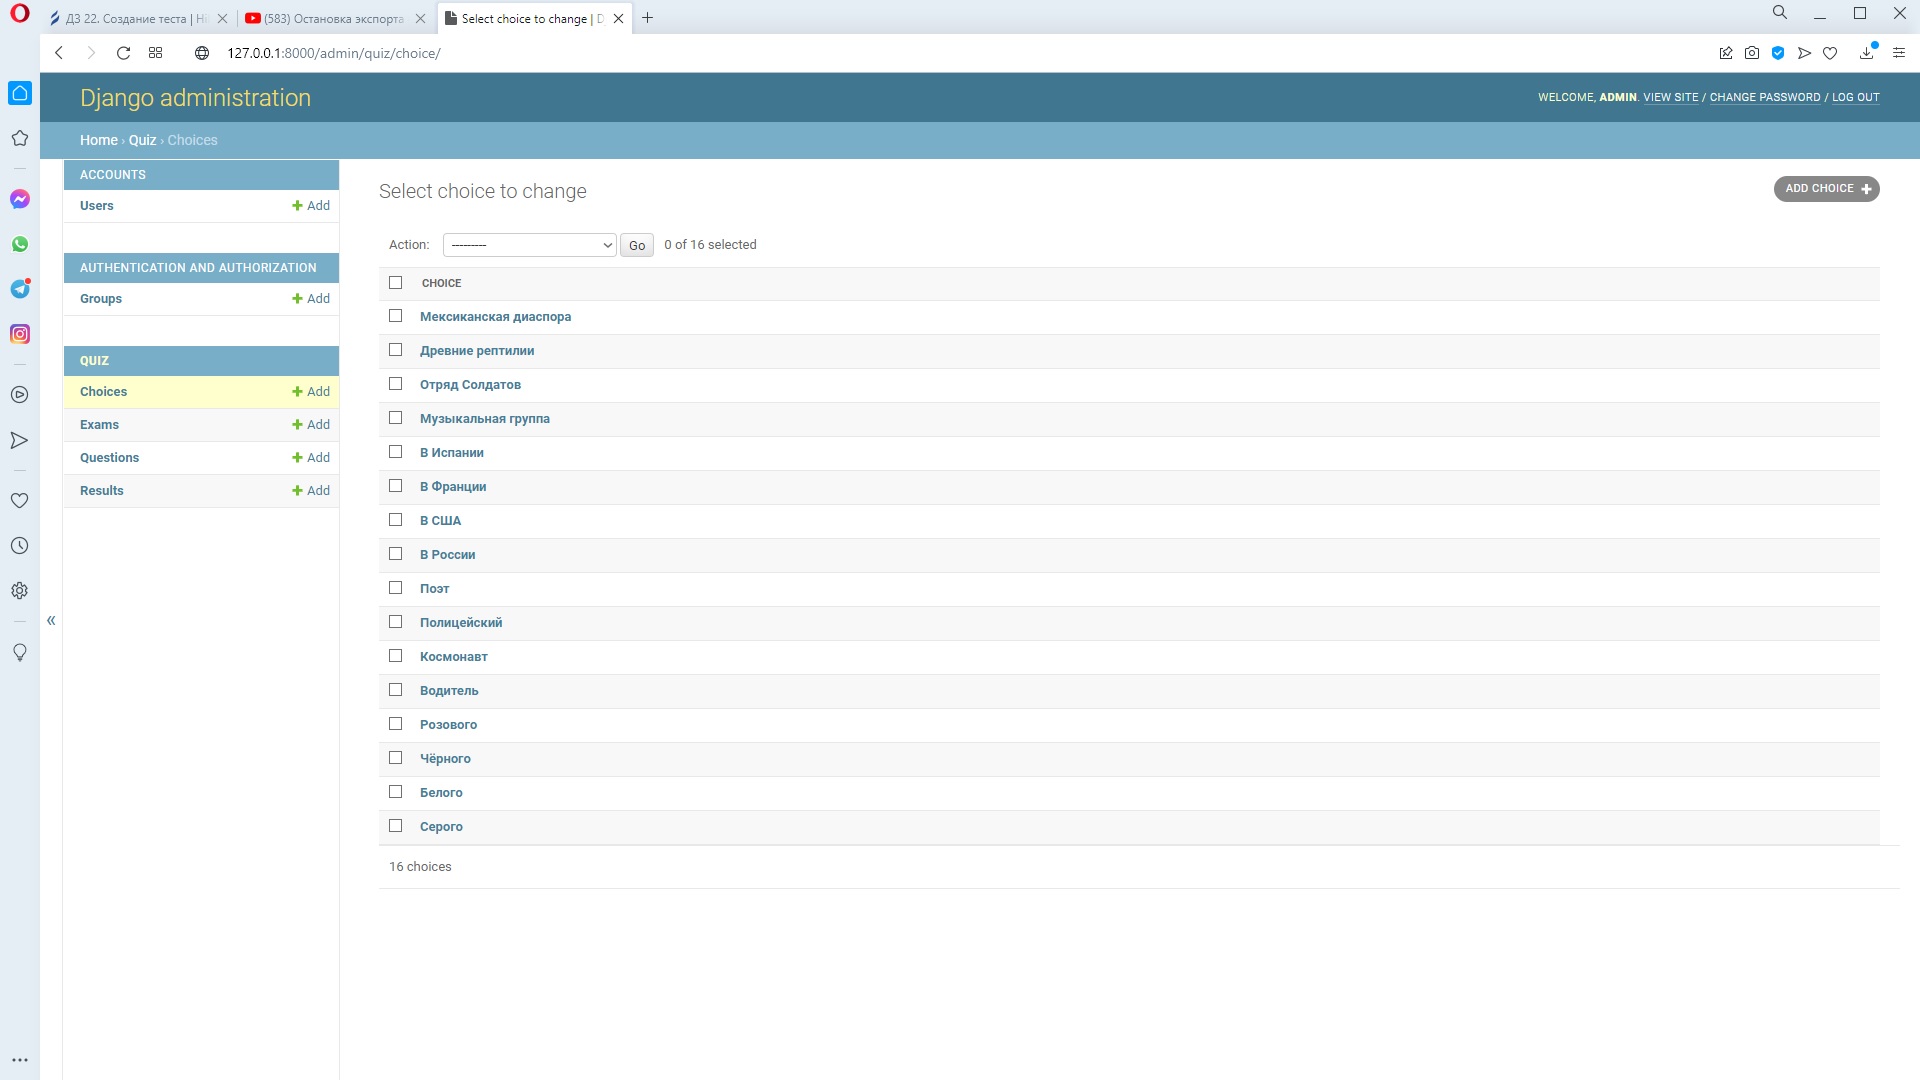 ДЗ 22. Создание теста | Hi
(583) Остановка экспорта
Select choice to change | D
127.0.0.1:8000/admin/quiz/choice/
Django administration
WELCOME, ADMIN. VIEW SITE / CHANGE PASSWORD / LOG OUT
Home › Quiz › Choices
ACCOUNTS
Users
Add
AUTHENTICATION AND AUTHORIZATION
Groups
Add
QUIZ
Choices
Add
Exams
Add
Questions
Add
Results
Add
«
Select choice to change
ADD CHOICE
Action:
---------
Go
0 of 16 selected
CHOICE
Мексиканская диаспора
Древние рептилии
Отряд Солдатов
Музыкальная группа
В Испании
В Франции
В США
В России
Поэт
Полицейский
Космонавт
Водитель
Розового
Чёрного
Белого
Серого
16 choices